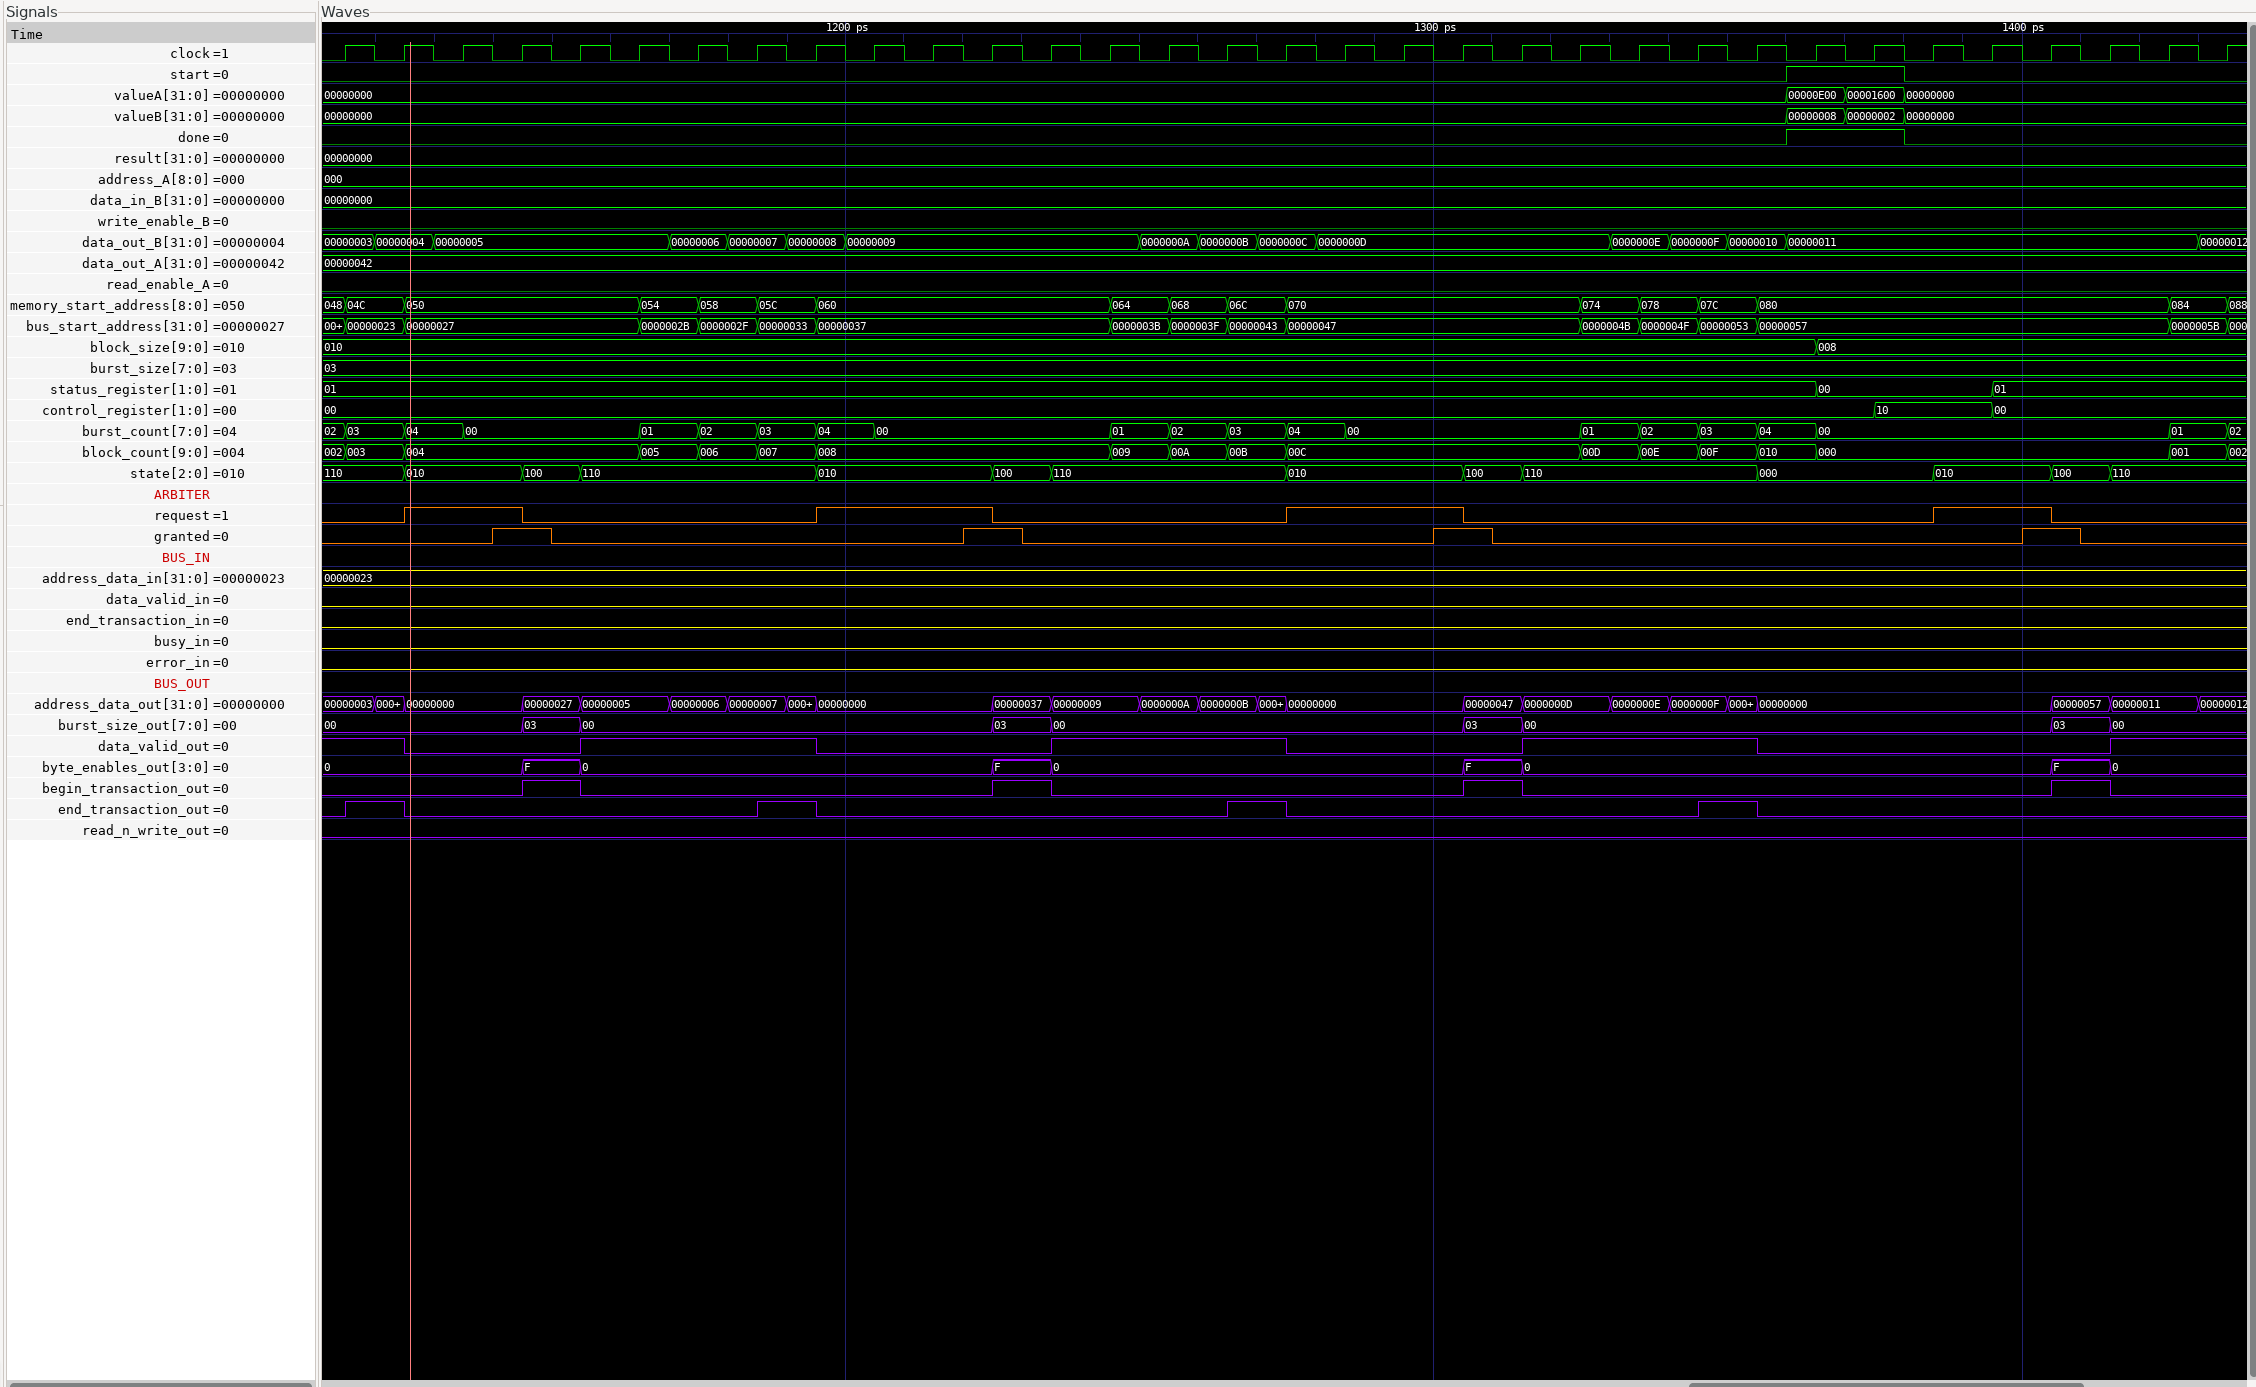 Signals Waves
Time 1200 ps 1300 ps 1400 ps
clock =1
start =0
valueA[31:0] =00000000 00000000 00000E00 00001600 00000000
valueB[31:0] =00000000 00000000 00000008 00000002 00000000
done =0
result[31:0] =00000000 00000000
address_A[8:0] =000 000
data_in_B[31:0] =00000000 00000000
write_enable_B =0
data_out_B[31:0] =00000004 00000003 00000004 00000005 00000006 00000007 00000008 00000009 0000000A 0000000B 0000000C 0000000D 0000000E 0000000F 00000010 00000011 00000012
data_out_A[31:0] =00000042 00000042
read_enable_A =0
memory_start_address[8:0] =050 048 04C 050 054 058 05C 060 064 068 06C 070 074 078 07C 080 084 088
bus_start_address[31:0] =00000027 00+ 00000023 00000027 0000002B 0000002F 00000033 00000037 0000003B 0000003F 00000043 00000047 0000004B 0000004F 00000053 00000057 0000005B 000
block_size[9:0] =010 010 008
burst_size[7:0] =03 03
status_register[1:0] =01 01 00 01
control_register[1:0] =00 00 10 00
burst_count[7:0] =04 02 03 04 00 01 02 03 04 00 01 02 03 04 00 01 02 03 04 00 01 02
block_count[9:0] =004 002 003 004 005 006 007 008 009 00A 00B 00C 00D 00E 00F 010 000 001 002
state[2:0] =010 110 010 100 110 010 100 110 010 100 110 000 010 100 110
ARBITER
request =1
granted =0
BUS_IN
address_data_in[31:0] =00000023 00000023
data_valid_in =0
end_transaction_in =0
busy_in =0
error_in =0
BUS_OUT
address_data_out[31:0] =00000000 00000003 000+ 00000000 00000027 00000005 00000006 00000007 000+ 00000000 00000037 00000009 0000000A 0000000B 000+ 00000000 00000047 0000000D 0000000E 0000000F 000+ 00000000 00000057 00000011 00000012
burst_size_out[7:0] =00 00 03 00 03 00 03 00 03 00
data_valid_out =0
byte_enables_out[3:0] =0 0 F 0 F 0 F 0 F 0
begin_transaction_out =0
end_transaction_out =0
read_n_write_out =0